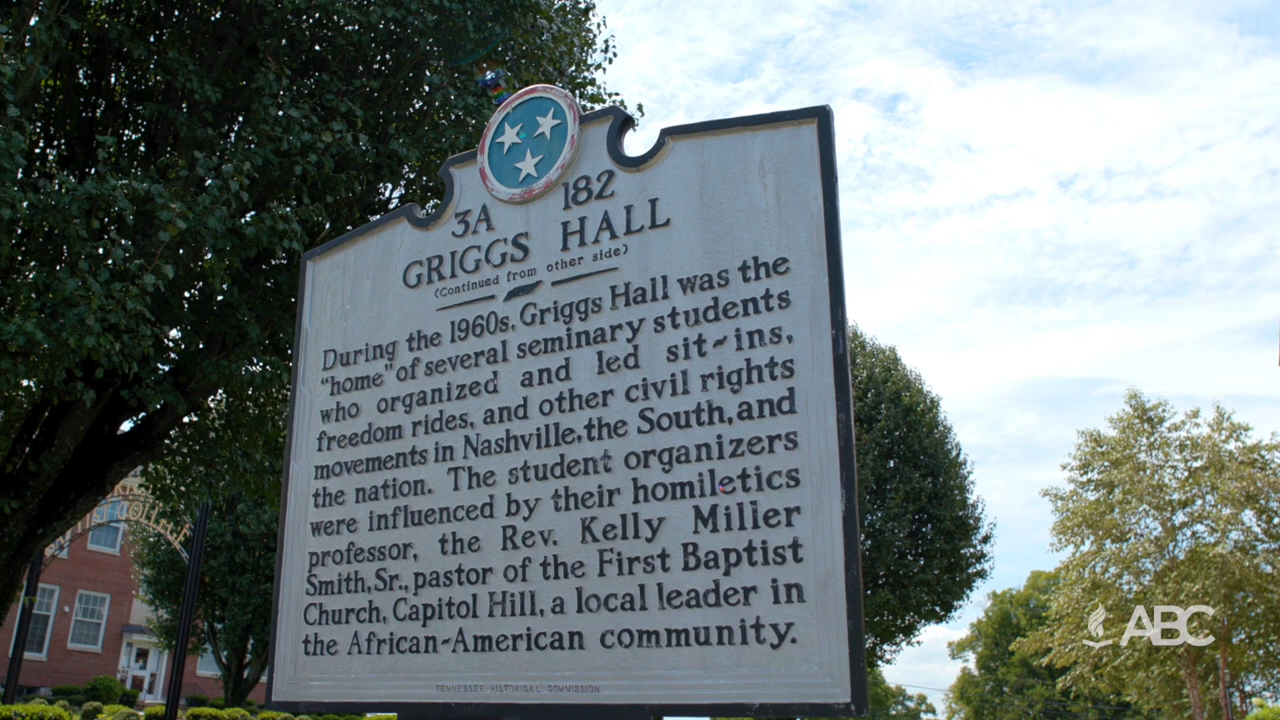 3A 182
GRIGGS HALL
(Continued from other side)
During the 1960s, Griggs Hall was the
"home" of several seminary students
who organized and led sit-ins,
freedom rides, and other civil rights
movements in Nashville, the South, and
the nation. The student organizers
were influenced by their homiletics
professor, the Rev. Kelly Miller
Smith, Sr., pastor of the First Baptist
Church, Capitol Hill, a local leader in
the African-American community.
TENNESSEE HISTORICAL COMMISSION
ABC